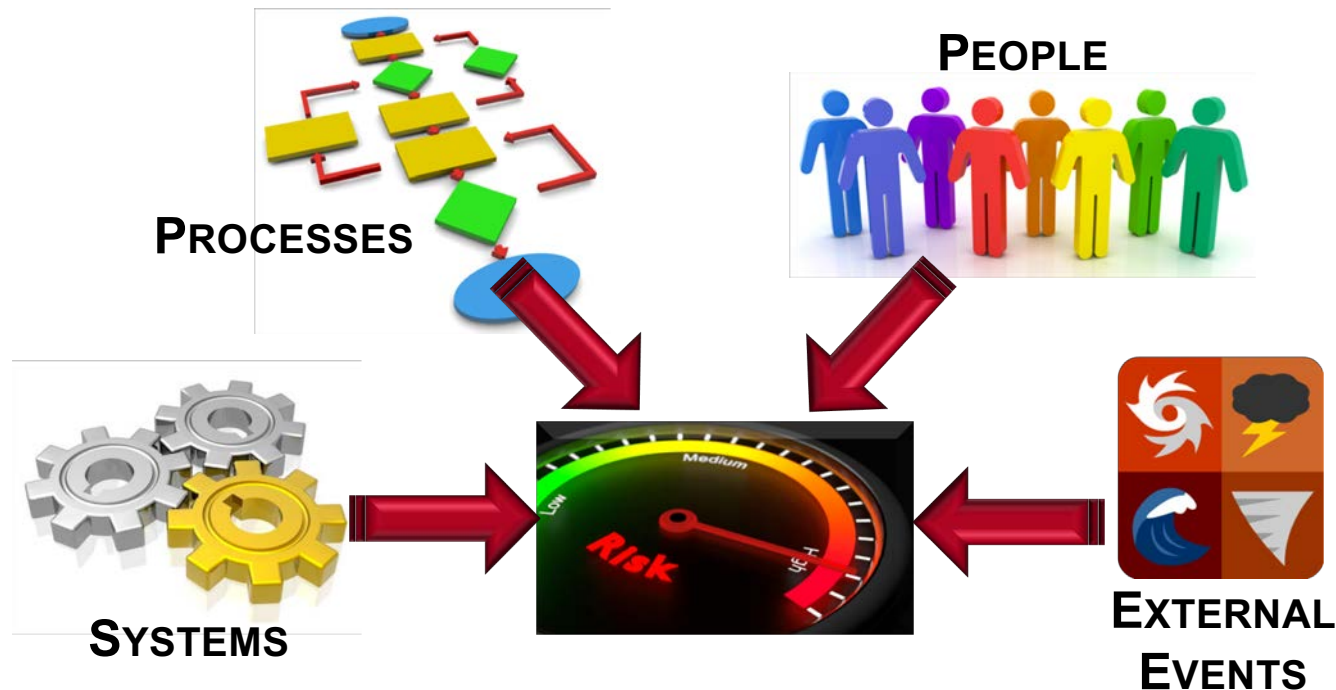 PEOPLE
PROCESSES
Low
Medium
High
Risk
SYSTEMS
EXTERNAL
EVENTS